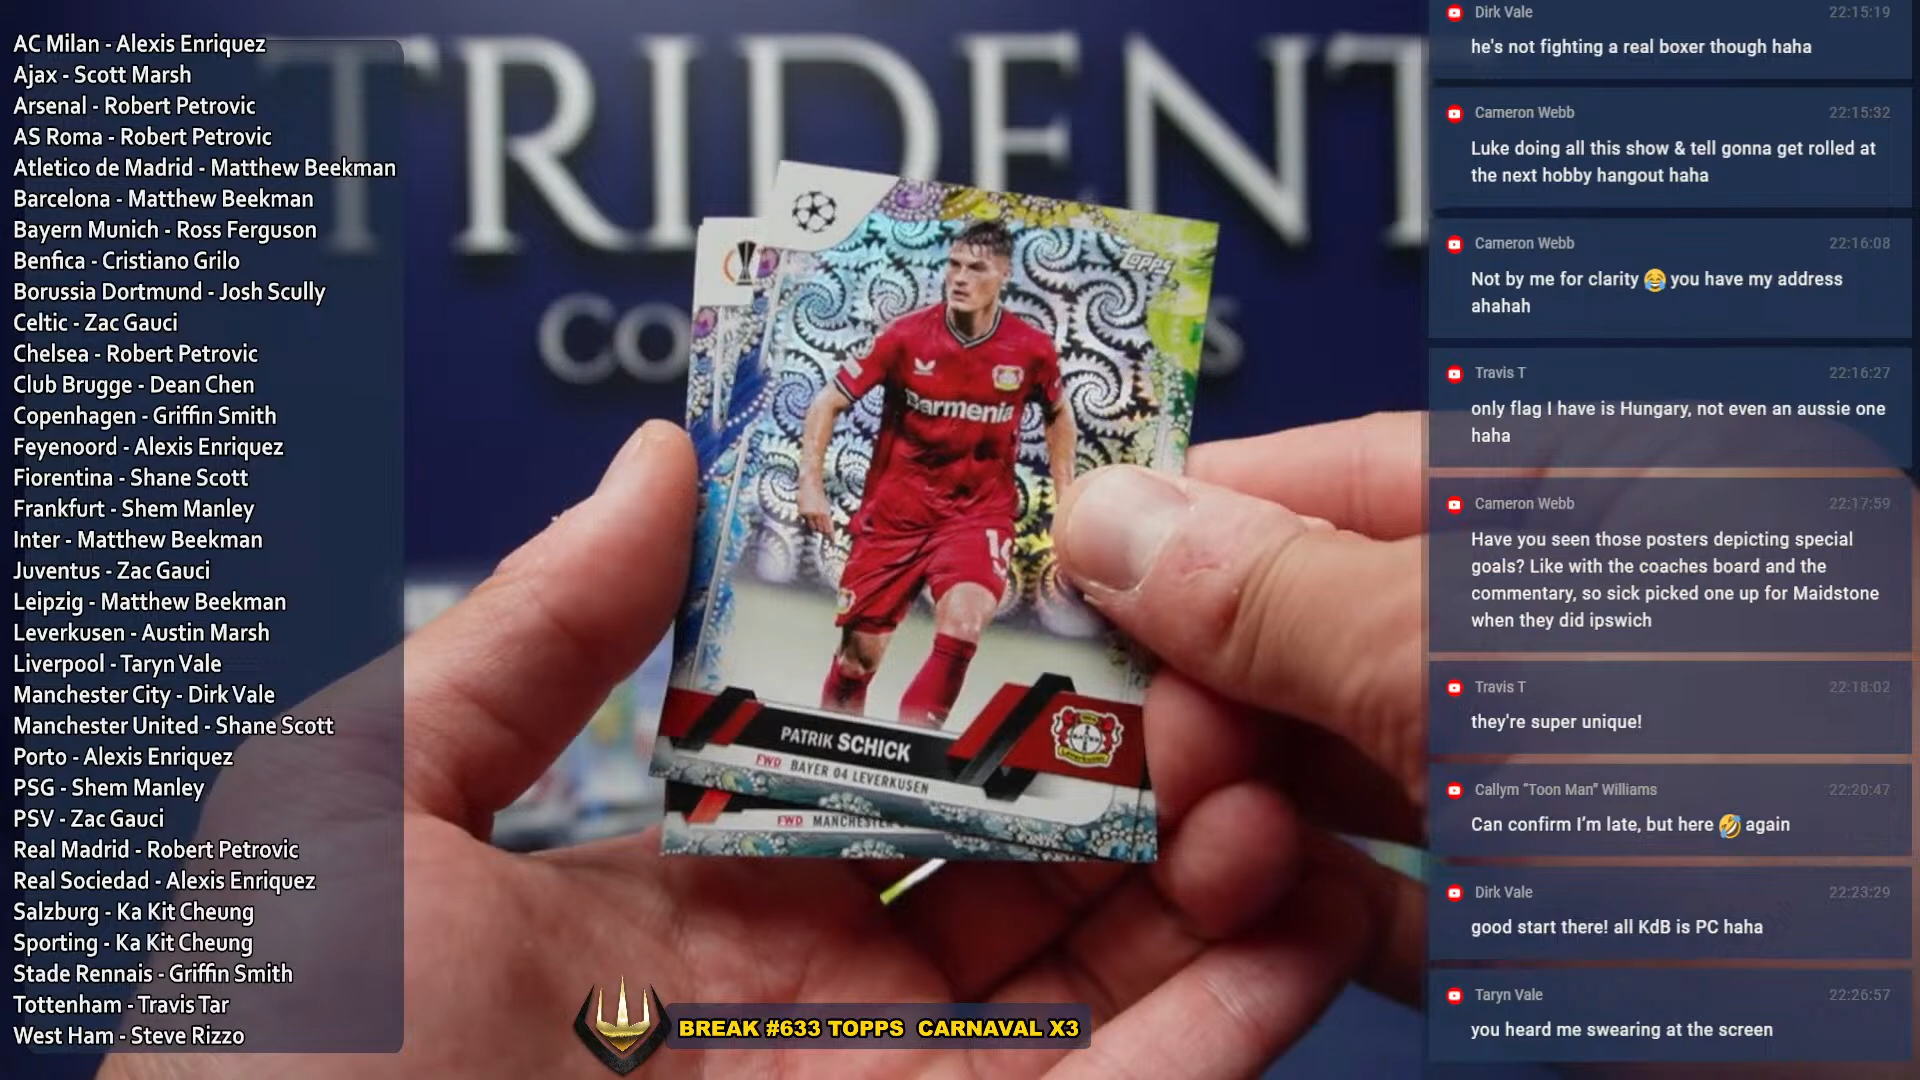 AC Milan - Alexis Enriquez
Ajax - Scott Marsh
Arsenal - Robert Petrovic
AS Roma - Robert Petrovic
Atletico de Madrid - Matthew Beekman
Barcelona - Matthew Beekman
Bayern Munich - Ross Ferguson
Benfica - Cristiano Grilo
Borussia Dortmund - Josh Scully
Celtic - Zac Gauci
Chelsea - Robert Petrovic
Club Brugge - Dean Chen
Copenhagen - Griffin Smith
Feyenoord - Alexis Enriquez
Fiorentina - Shane Scott
Frankfurt - Shem Manley
Inter - Matthew Beekman
Juventus - Zac Gauci
Leipzig - Matthew Beekman
Leverkusen - Austin Marsh
Liverpool - Taryn Vale
Manchester City - Dirk Vale
Manchester United - Shane Scott
Porto - Alexis Enriquez
PSG - Shem Manley
PSV - Zac Gauci
Real Madrid - Robert Petrovic
Real Sociedad - Alexis Enriquez
Salzburg - Ka Kit Cheung
Sporting - Ka Kit Cheung
Stade Rennais - Griffin Smith
Tottenham - Travis Tar
West Ham - Steve Rizzo
TRIDENT
CO
S
topps
Barmenia
PATRIK SCHICK
FWD BAYER 04 LEVERKUSEN
FWD MANCHESTER
BREAK #633 TOPPS CARNAVAL X3
Dirk Vale 22:15:19
he's not fighting a real boxer though haha
Cameron Webb 22:15:32
Luke doing all this show & tell gonna get rolled at
the next hobby hangout haha
Cameron Webb 22:16:08
Not by me for clarity 😂 you have my address
ahahah
Travis T 22:16:27
only flag I have is Hungary, not even an aussie one
haha
Cameron Webb 22:17:59
Have you seen those posters depicting special
goals? Like with the coaches board and the
commentary, so sick picked one up for Maidstone
when they did ipswich
Travis T 22:18:02
they're super unique!
Callym “Toon Man” Williams 22:20:47
Can confirm I’m late, but here 🤣 again
Dirk Vale 22:23:29
good start there! all KdB is PC haha
Taryn Vale 22:26:57
you heard me swearing at the screen